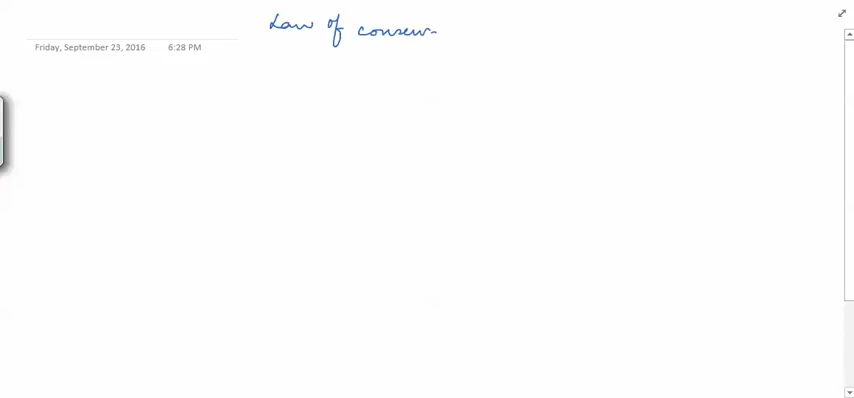 Law of conserv
Friday, September 23, 2016 6:28 PM